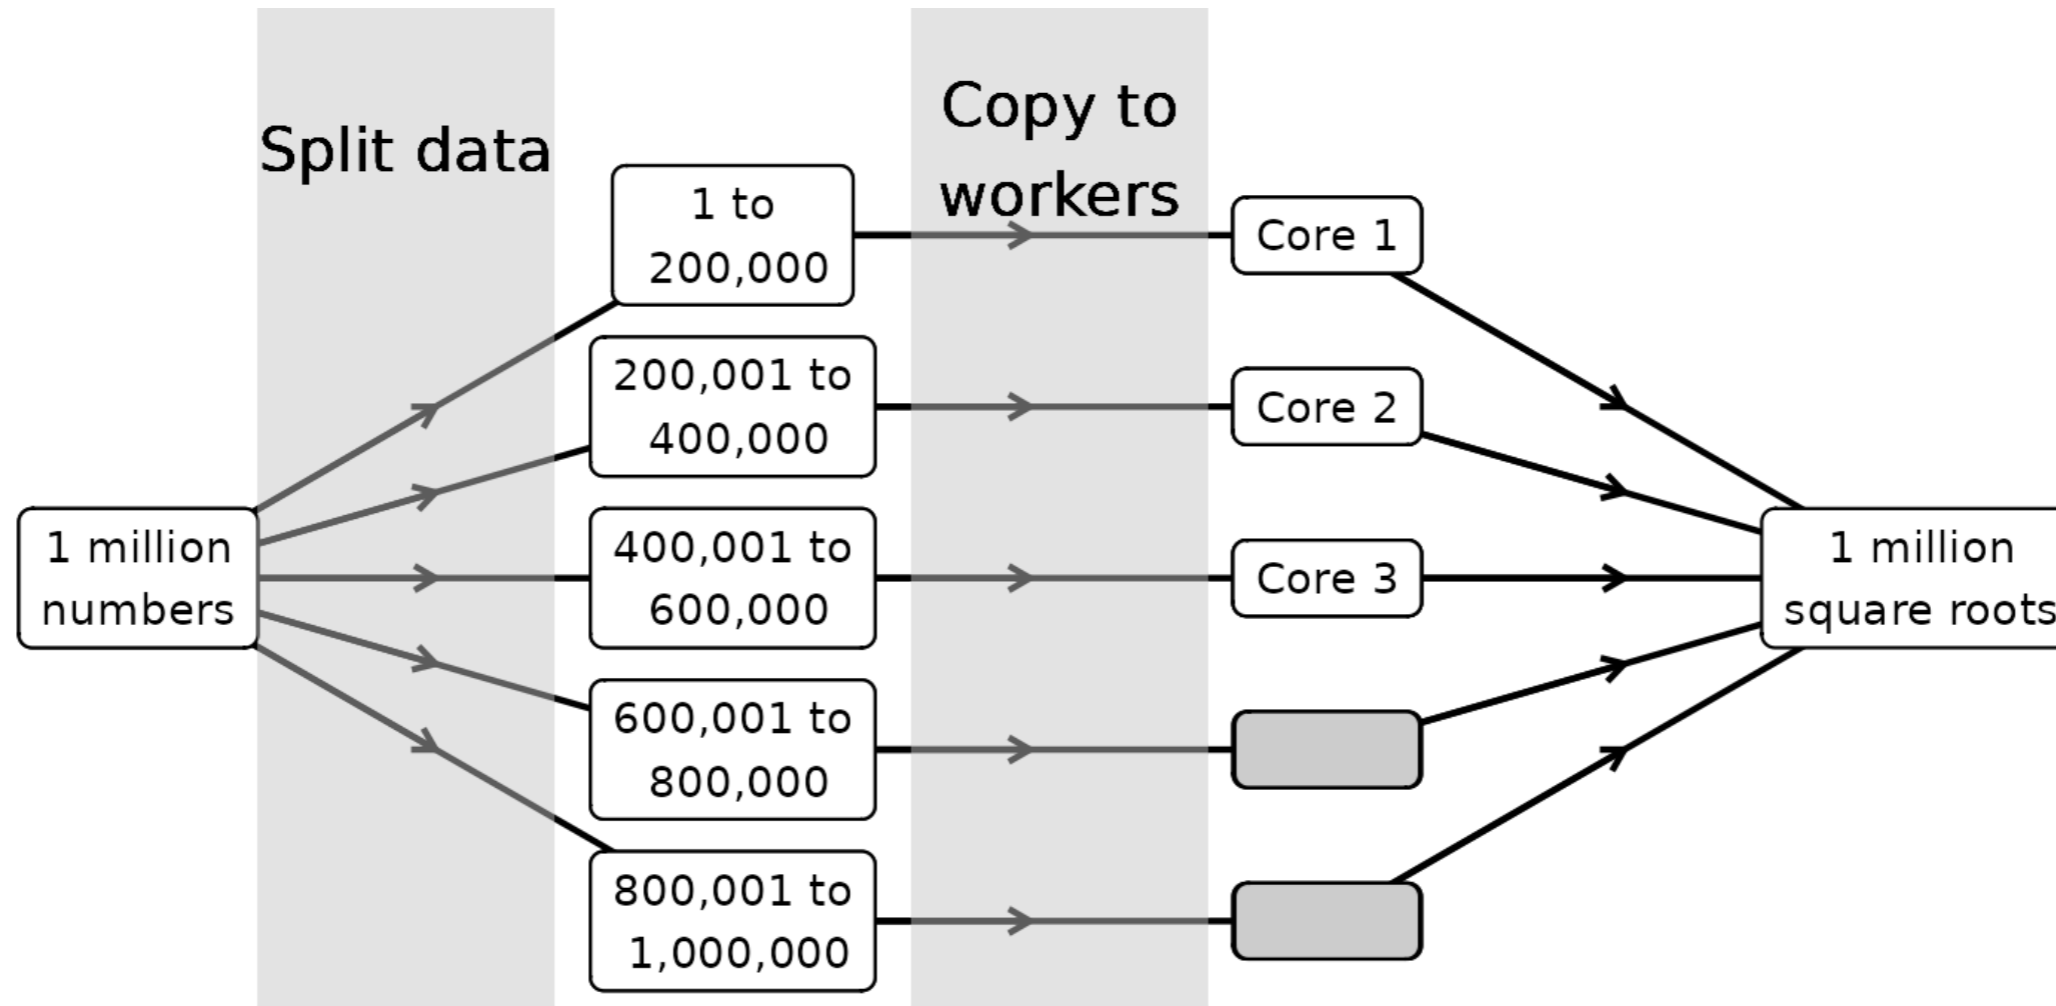 Split data
Copy to
workers
1 million
numbers
1 to
200,000
200,001 to
400,000
400,001 to
600,000
600,001 to
800,000
800,001 to
1,000,000
Core 1
Core 2
Core 3
1 million
square roots